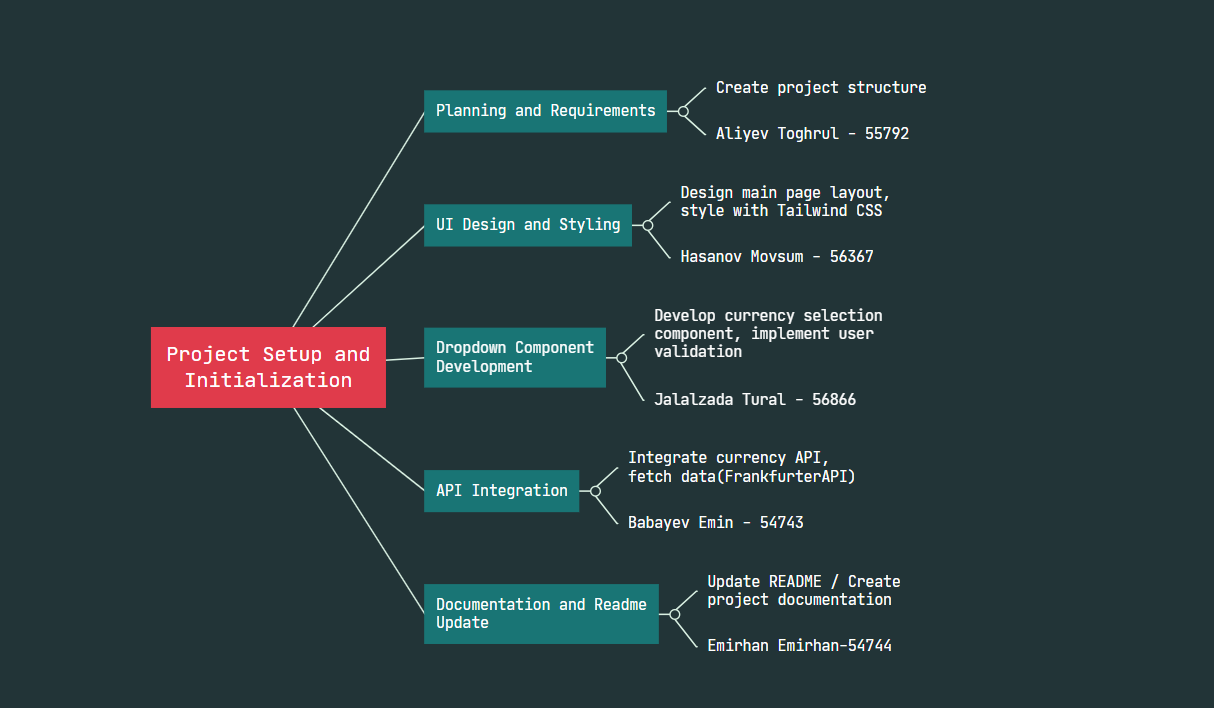 Project Setup and
Initialization
Planning and Requirements
Create project structure
Aliyev Toghrul - 55792
UI Design and Styling
Design main page layout,
style with Tailwind CSS
Hasanov Movsum - 56367
Dropdown Component
Development
Develop currency selection
component, implement user
validation
Jalalzada Tural - 56866
API Integration
Integrate currency API,
fetch data(FrankfurterAPI)
Babayev Emin - 54743
Documentation and Readme
Update
Update README / Create
project documentation
Emirhan Emirhan-54744